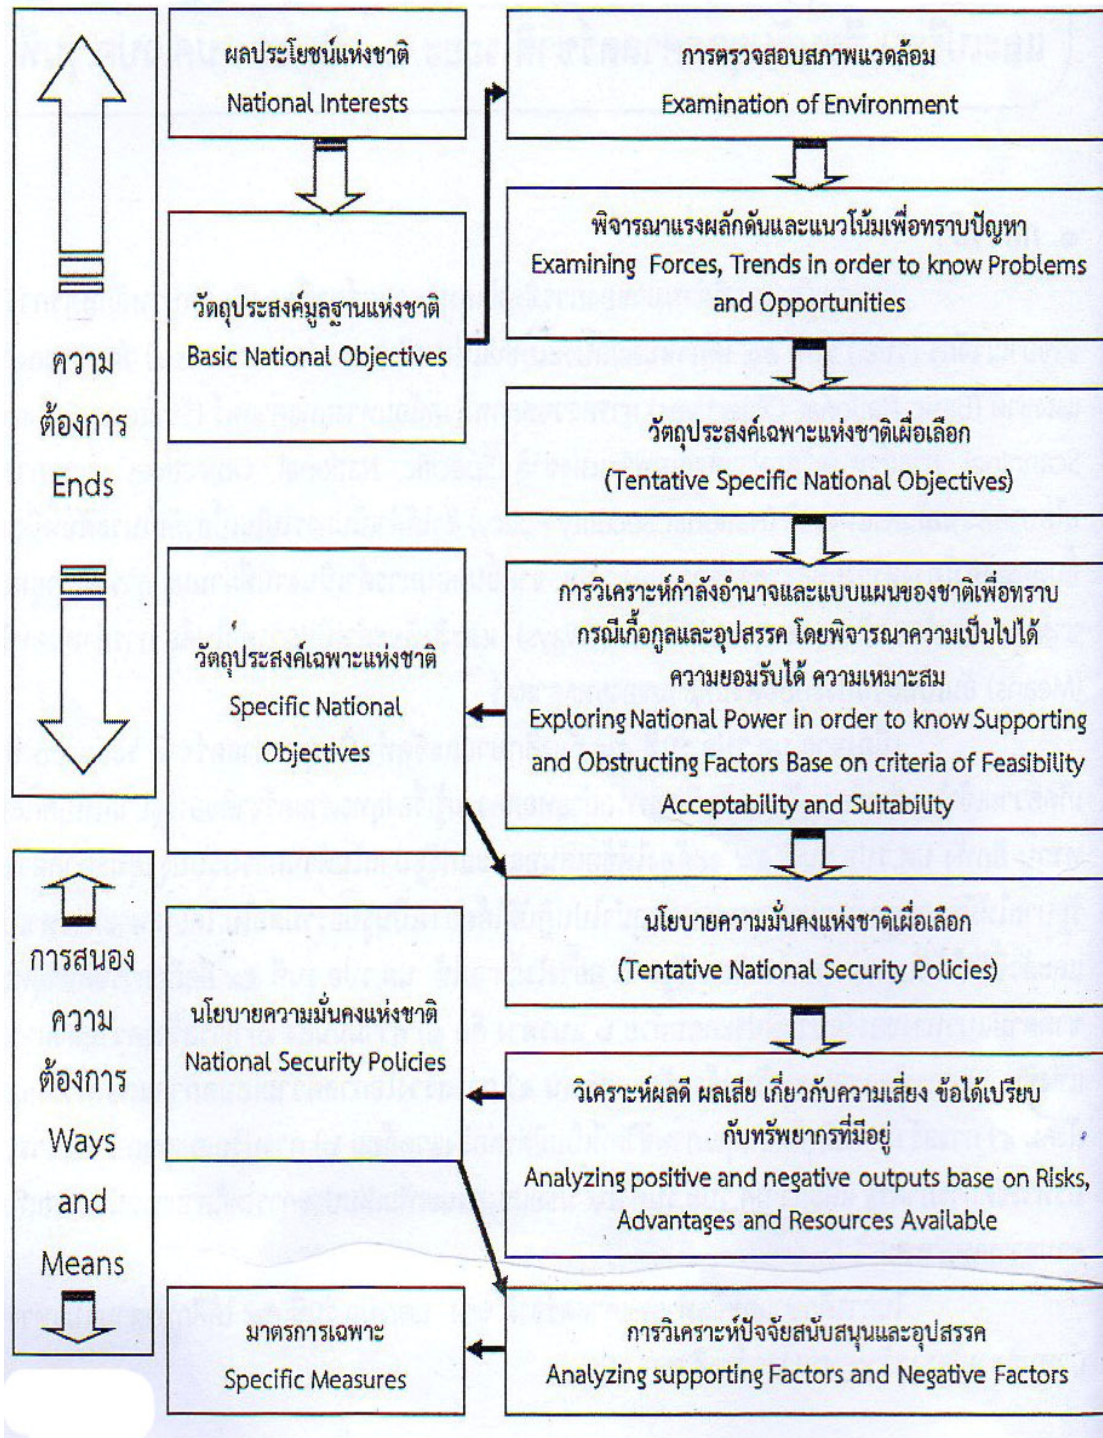 ความ
ต้องการ
Ends
การสนอง
ความ
ต้องการ
Ways
and
Means
ผลประโยชน์แห่งชาติ
National Interests
วัตถุประสงค์มูลฐานแห่งชาติ
Basic National Objectives
วัตถุประสงค์เฉพาะแห่งชาติ
Specific National
Objectives
นโยบายความมั่นคงแห่งชาติ
National Security Policies
มาตรการเฉพาะ
Specific Measures
การตรวจสอบสภาพแวดล้อม
Examination of Environment
พิจารณาแรงผลักดันและแนวโน้มเพื่อทราบปัญหา
Examining Forces, Trends in order to know Problems
and Opportunities
วัตถุประสงค์เฉพาะแห่งชาติเผื่อเลือก
(Tentative Specific National Objectives)
การวิเคราะห์กำลังอำนาจและแบบแผนของชาติเพื่อทราบ
กรณีเกื้อกูลและอุปสรรค โดยพิจารณาความเป็นไปได้
ความยอมรับได้ ความเหมาะสม
Exploring National Power in order to know Supporting
and Obstructing Factors Base on criteria of Feasibility
Acceptability and Suitability
นโยบายความมั่นคงแห่งชาติเผื่อเลือก
(Tentative National Security Policies)
วิเคราะห์ผลดี ผลเสีย เกี่ยวกับความเสี่ยง ข้อได้เปรียบ
กับทรัพยากรที่มีอยู่
Analyzing positive and negative outputs base on Risks,
Advantages and Resources Available
การวิเคราะห์ปัจจัยสนับสนุนและอุปสรรค
Analyzing supporting Factors and Negative Factors